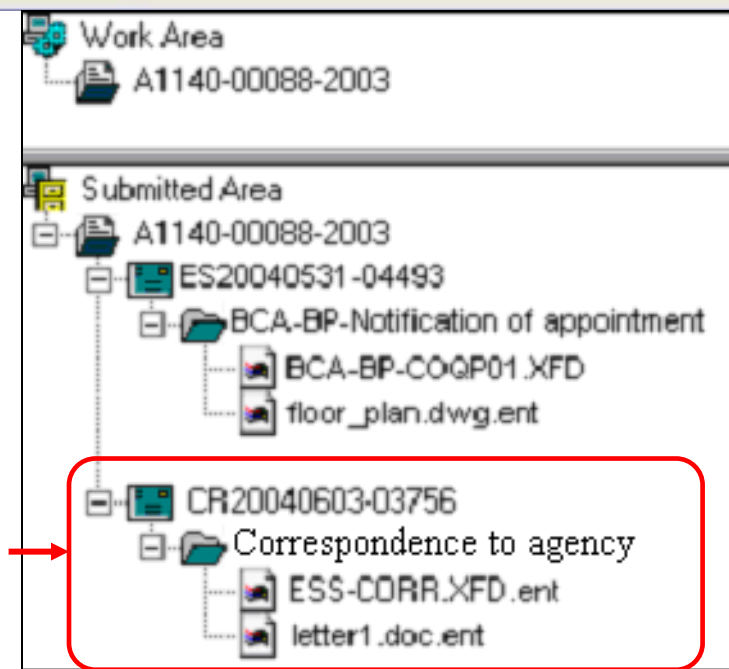 Work Area
A1140-00088-2003
Submitted Area
A1140-00088-2003
ES20040531-04493
BCA-BP-Notification of appointment
BCA-BP-COQP01.XFD
floor_plan.dwg.ent
CR20040603-03756
Correspondence to agency
ESS-CORR.XFD.ent
letter1.doc.ent